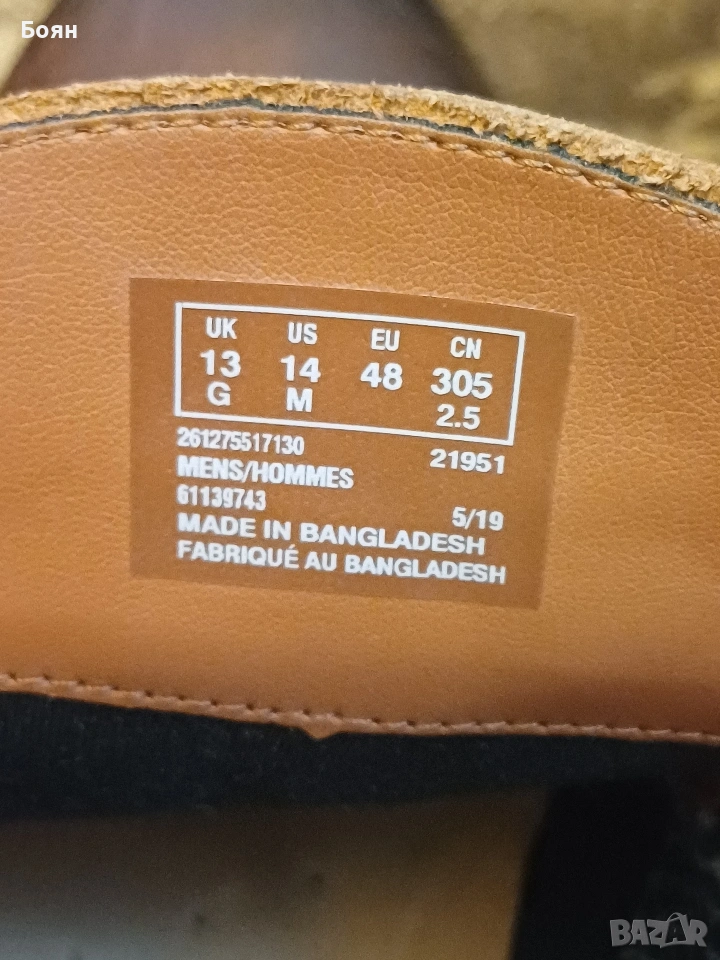 Боян
UK US EU CN
13 14 48 305
G M 2.5
261275517130 21951
MENS/HOMMES
61139743 5/19
MADE IN BANGLADESH
FABRIQUÉ AU BANGLADESH
BAZAR